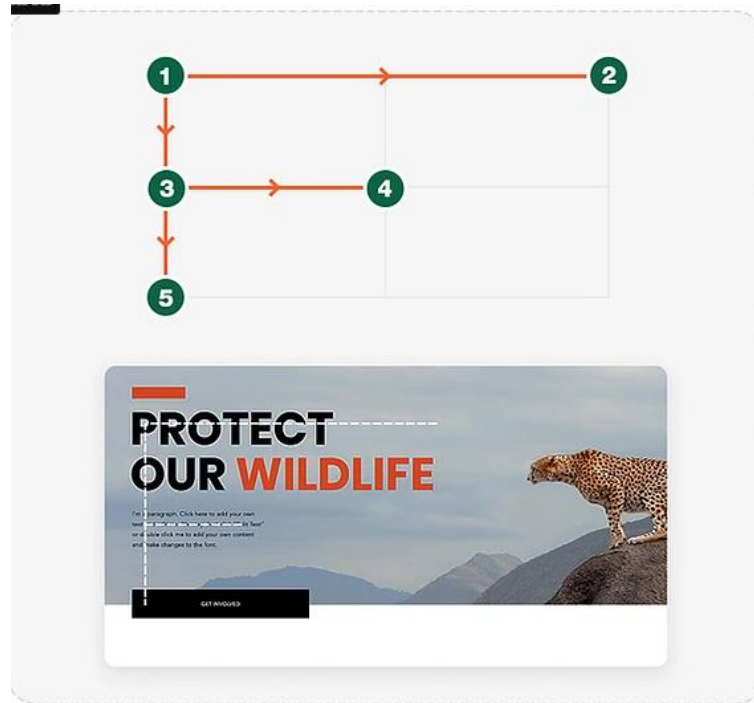 1
2
3
4
5
PROTECT
OUR WILDLIFE
I'm a paragraph. Click here to add your own
text
or double click me to add your own content
and make changes to the font.
GET INVOLVED